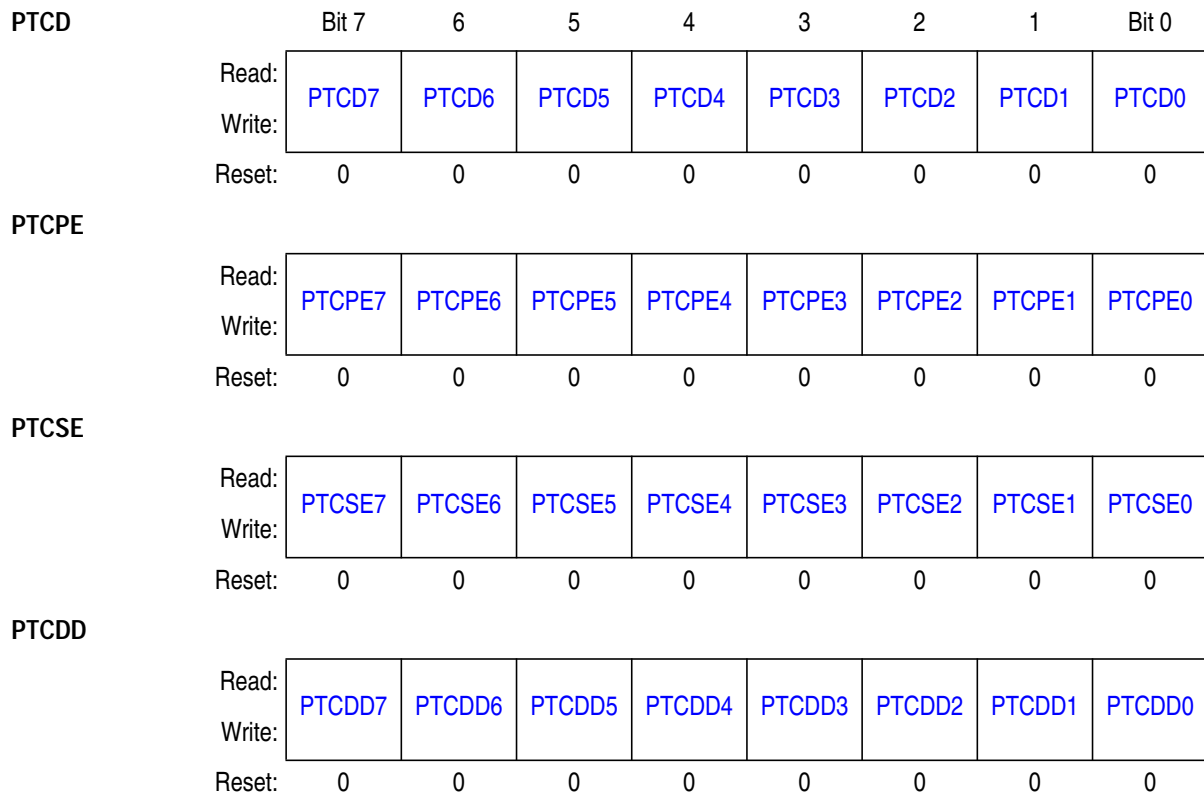 PTCD Bit 7 6 5 4 3 2 1 Bit 0
Read:
PTCD7 PTCD6 PTCD5 PTCD4 PTCD3 PTCD2 PTCD1 PTCD0
Write:
Reset: 0 0 0 0 0 0 0 0
PTCPE
Read:
PTCPE7 PTCPE6 PTCPE5 PTCPE4 PTCPE3 PTCPE2 PTCPE1 PTCPE0
Write:
Reset: 0 0 0 0 0 0 0 0
PTCSE
Read:
PTCSE7 PTCSE6 PTCSE5 PTCSE4 PTCSE3 PTCSE2 PTCSE1 PTCSE0
Write:
Reset: 0 0 0 0 0 0 0 0
PTCDD
Read:
PTCDD7 PTCDD6 PTCDD5 PTCDD4 PTCDD3 PTCDD2 PTCDD1 PTCDD0
Write:
Reset: 0 0 0 0 0 0 0 0